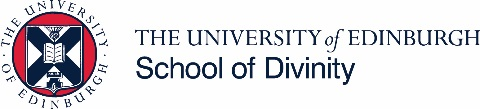 THE UNIVERSITY
OF EDINBURGH
THE UNIVERSITY of EDINBURGH
School of Divinity